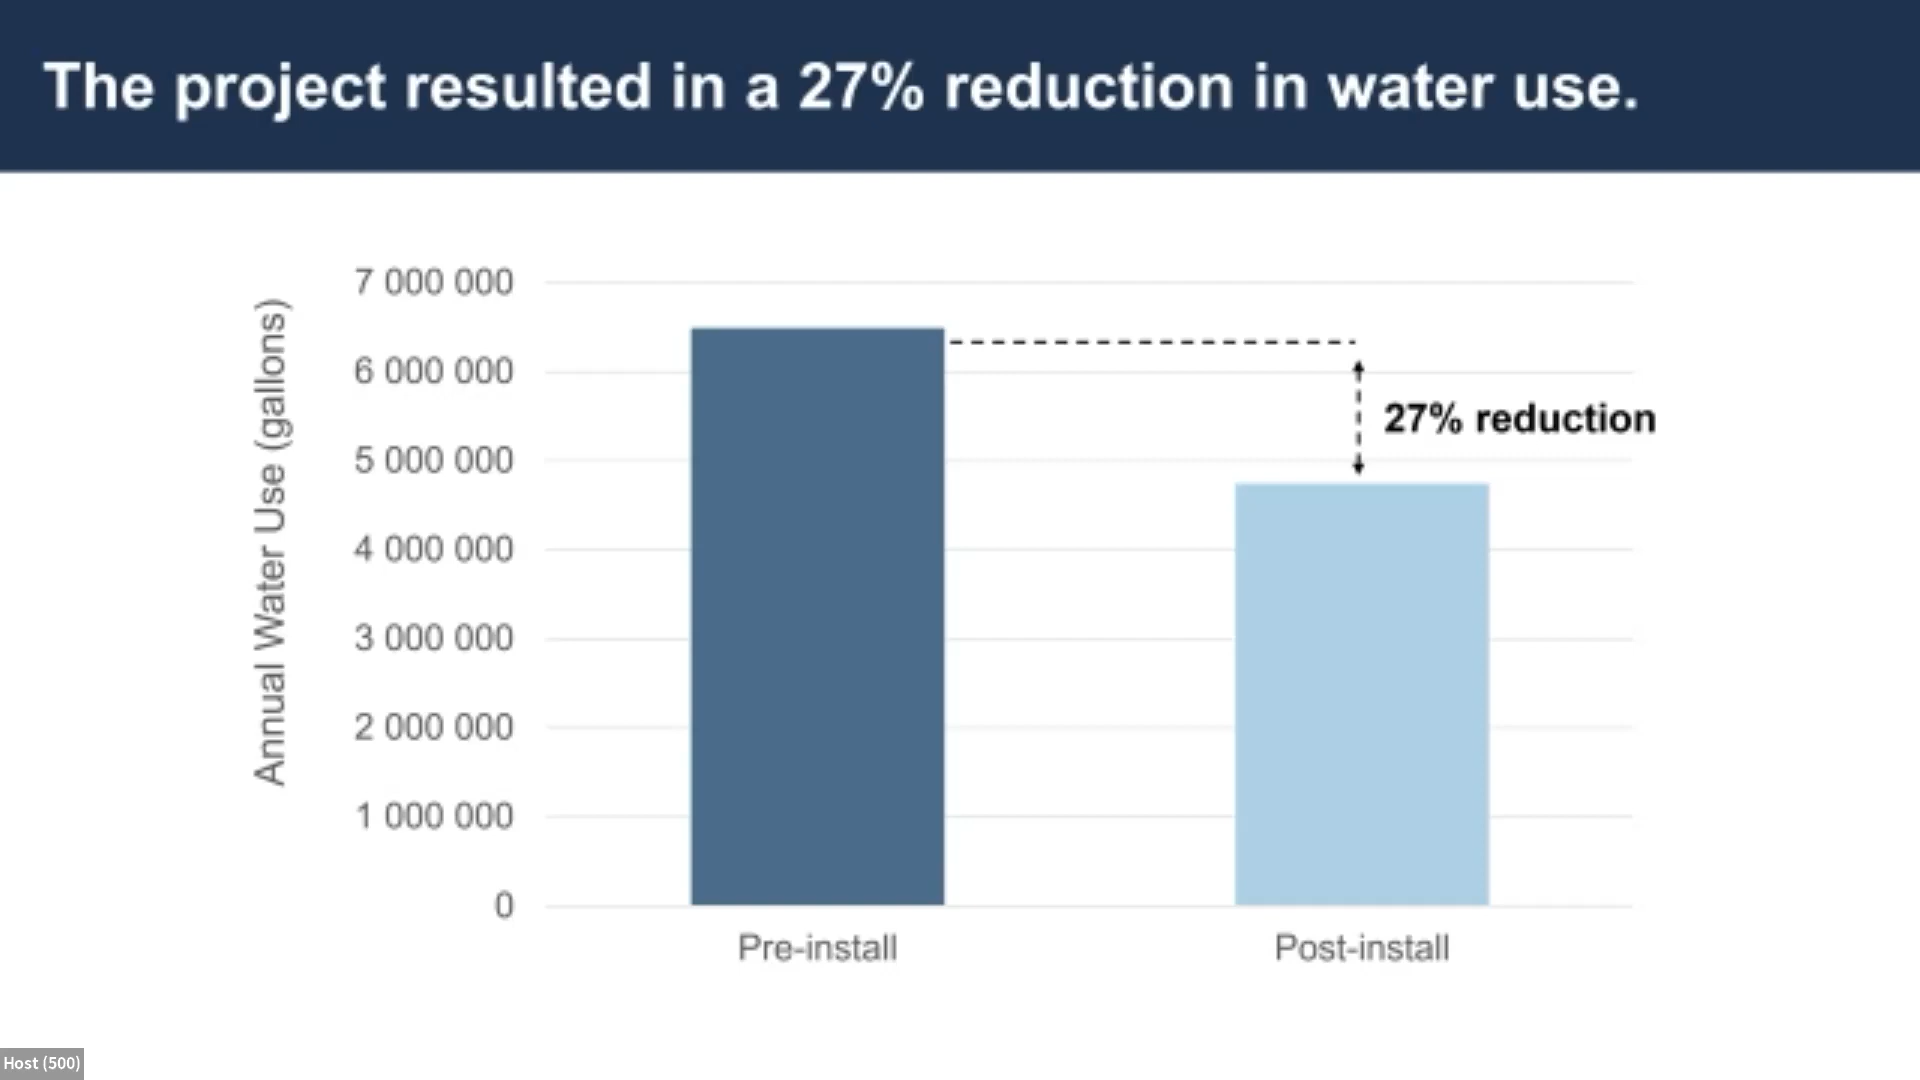 The project resulted in a 27% reduction in water use.
Annual Water Use (gallons)
7 000 000
6 000 000
5 000 000
4 000 000
3 000 000
2 000 000
1 000 000
0
27% reduction
Pre-install
Post-install
Host (500)